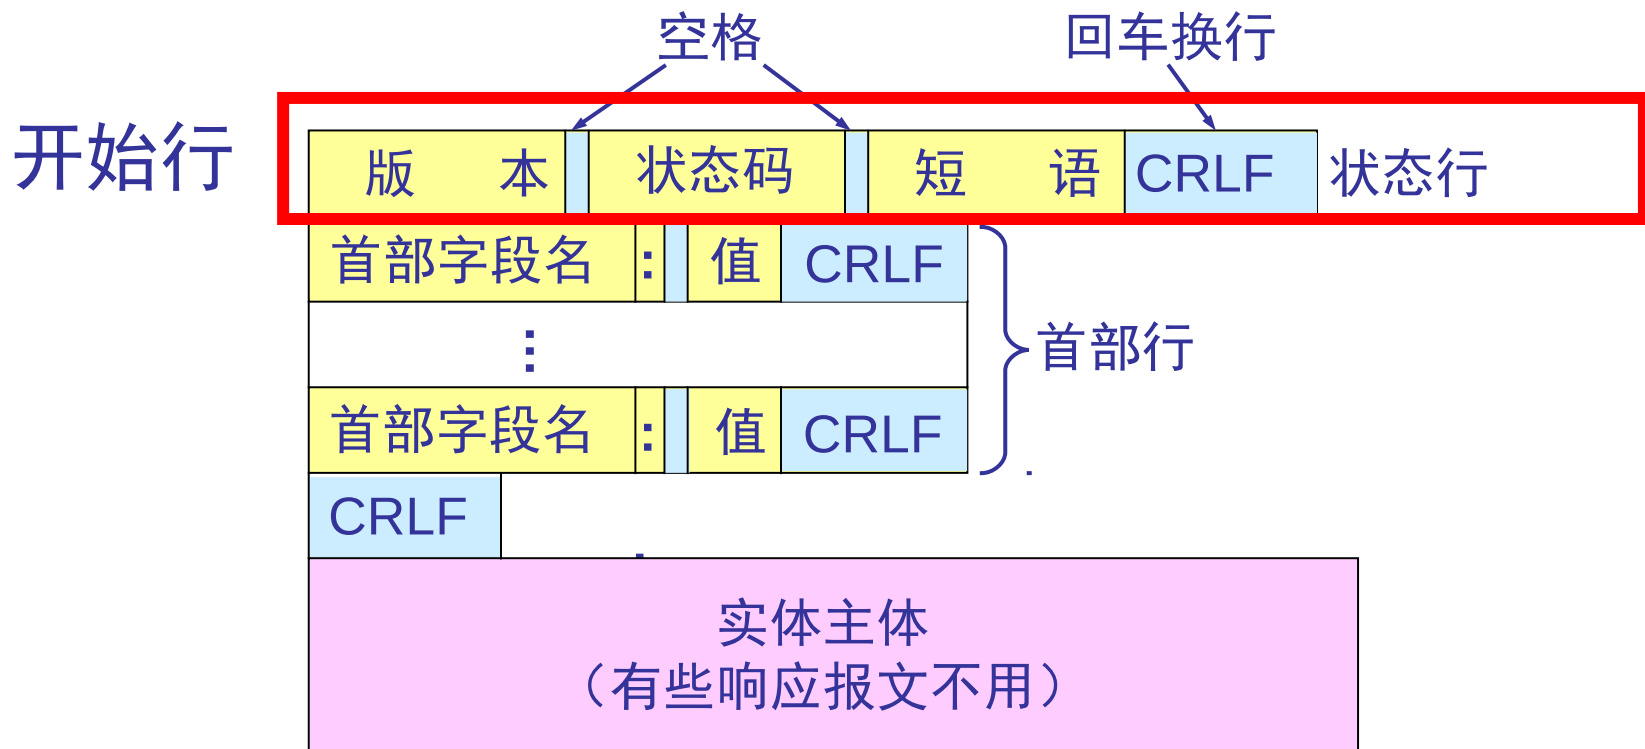 空格 回车换行
开始行
版 本 状态码 短 语 CRLF 状态行
首部字段名 : 值 CRLF
⋮
首部行
首部字段名 : 值 CRLF
CRLF
实体主体
（有些响应报文不用）